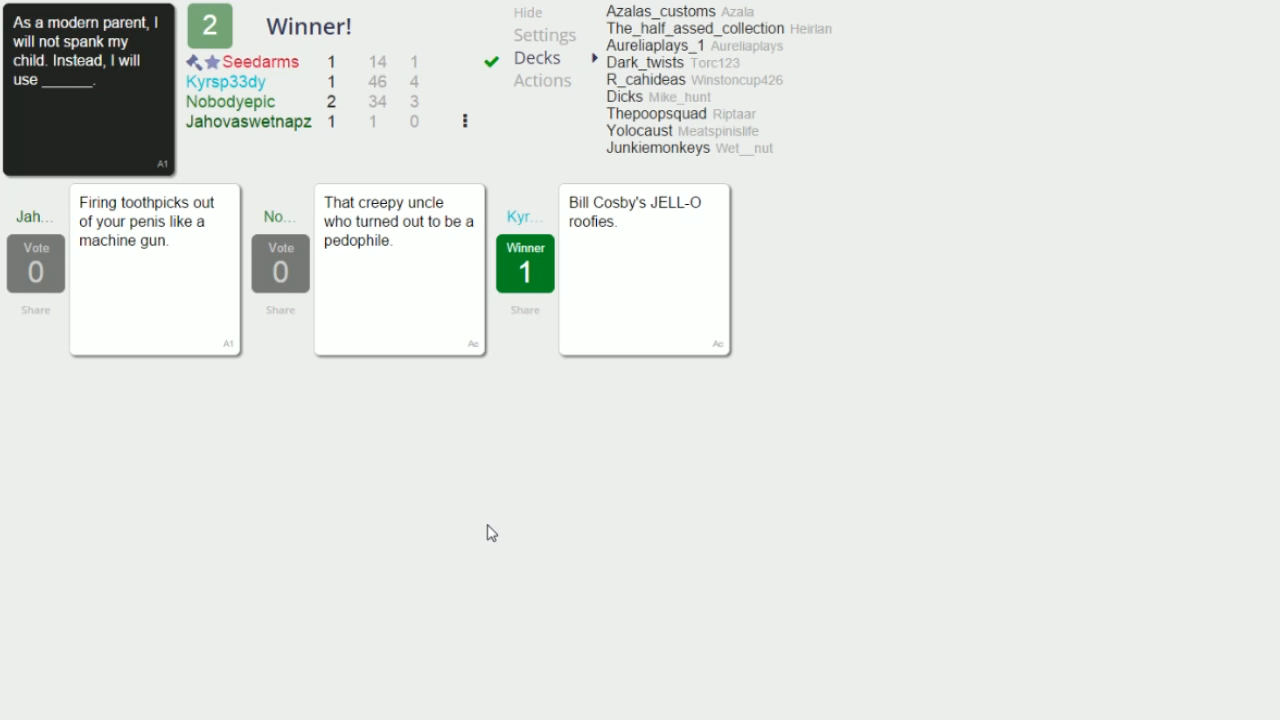 As a modern parent, I
will not spank my
child. Instead, I will
use ______.
A1
2
Winner!
Seedarms 1 14 1
Kyrsp33dy 1 46 4
Nobodyepic 2 34 3
Jahovaswetnapz 1 1 0
Hide
Settings
Decks
Actions
Azalas_customs Azala
The_half_assed_collection Heirlan
Aureliaplays_1 Aureliaplays
Dark_twists Torc123
R_cahideas Winstoncup426
Dicks Mike_hunt
Thepoopsquad Riptaar
Yolocaust Meatspinislife
Junkiemonkeys Wet__nut
Jah...
Vote
0
Share
Firing toothpicks out
of your penis like a
machine gun.
A1
No...
Vote
0
Share
That creepy uncle
who turned out to be a
pedophile.
Ac
Kyr...
Winner
1
Share
Bill Cosby's JELL-O
roofies.
Ac